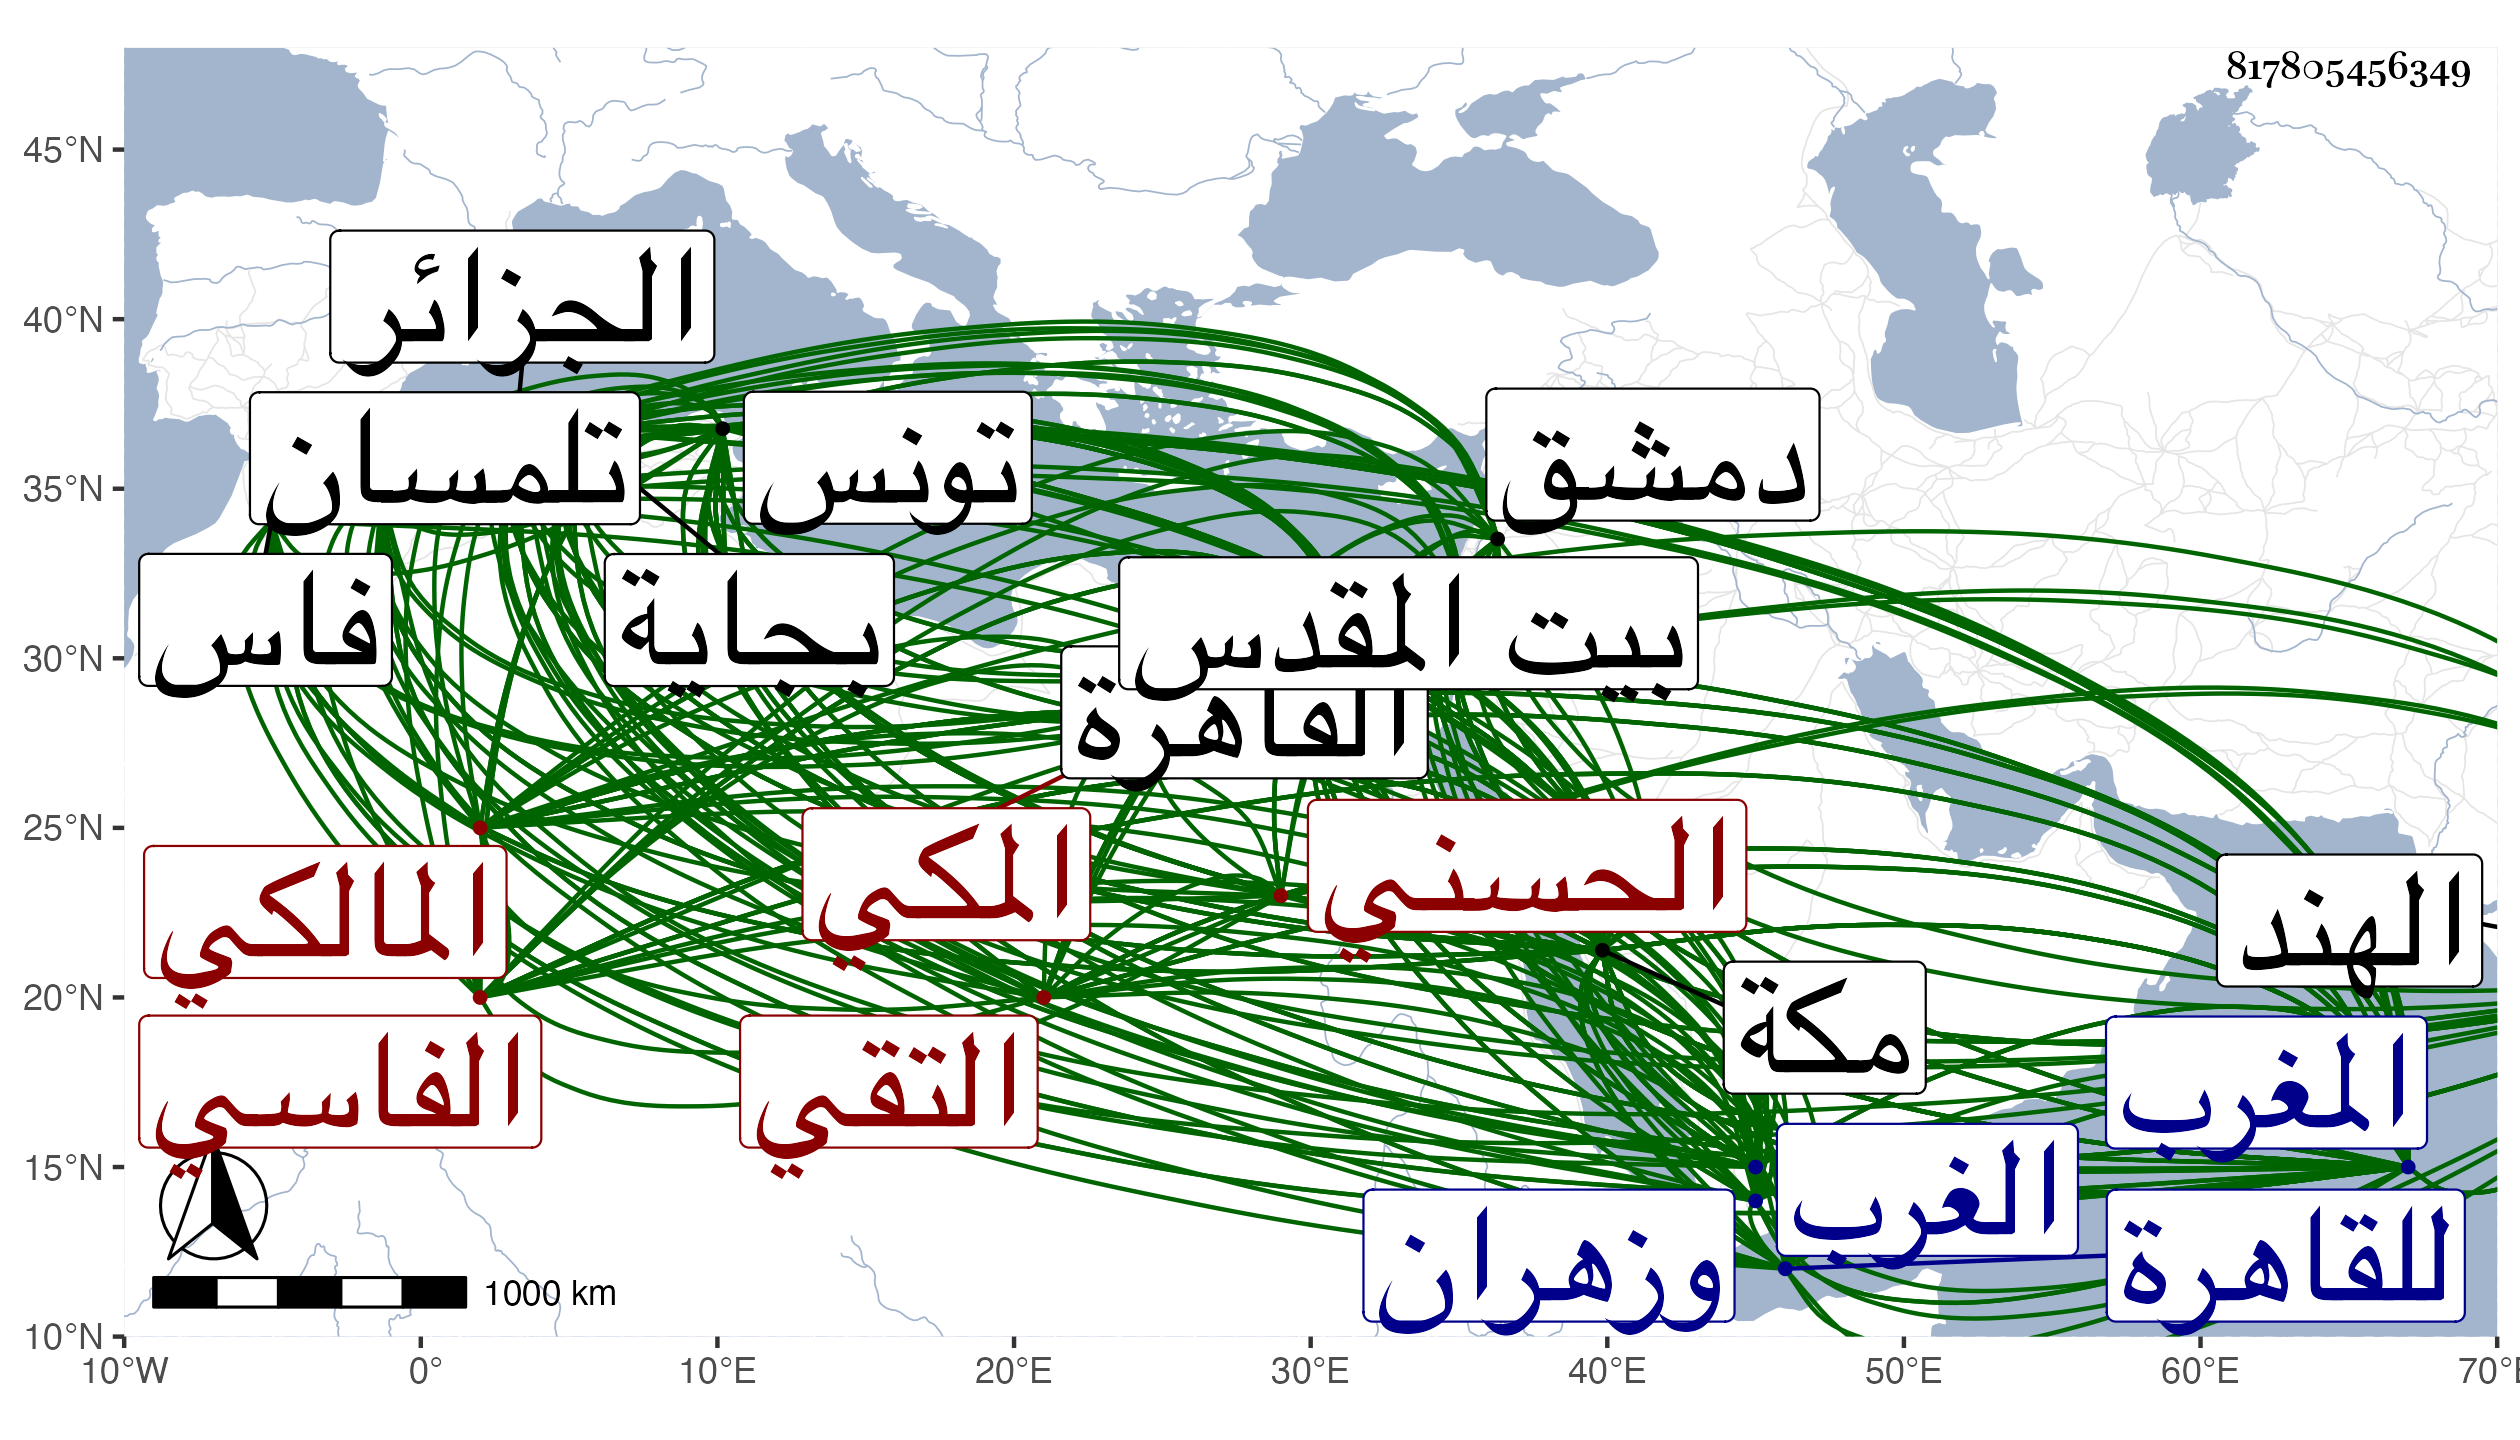 817805456349
45°N
الجزائر
40°N
تلمسان
تونس
دمشق
35°N
فاس
بجاية
بيت المقدس
30°N
القاهرة
25°N
المالكي
المكي
الحسني
الهند
20°N
مكة
الفاسي
التقي
المغرب
15°N
الغرب
وزهران
للقاهرة
1000 km
10°N
10°W 0° 10°E 20°E 30°E 40°E 50°E 60°E 70°E